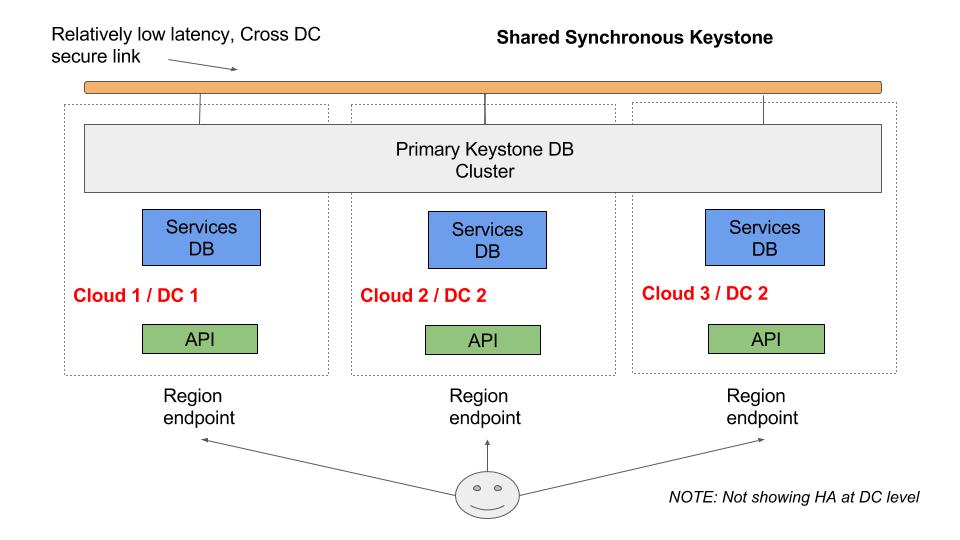 Relatively low latency, Cross DC
secure link
Shared Synchronous Keystone
Primary Keystone DB
Cluster
Services
DB
Services
DB
Services
DB
Cloud 1 / DC 1
Cloud 2 / DC 2
Cloud 3 / DC 2
API
API
API
Region
endpoint
Region
endpoint
Region
endpoint
NOTE: Not showing HA at DC level